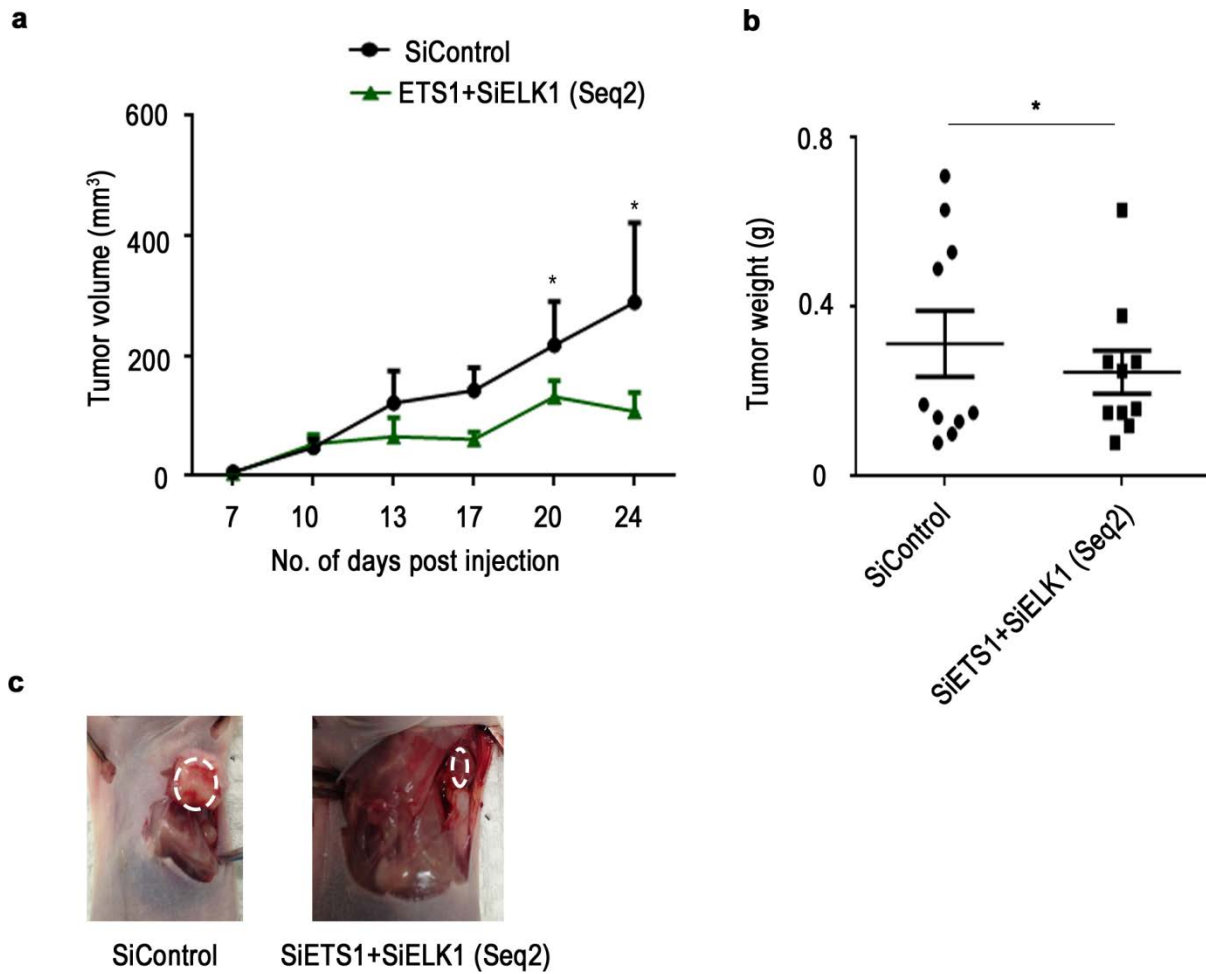 a
SiControl
ETS1+SiELK1 (Seq2)
600
400
200
0
Tumor volume (mm³)
*
*
7 10 13 17 20 24
No. of days post injection
b
*
0.8
0.4
0
Tumor weight (g)
SiControl
SiETS1+SiELK1 (Seq2)
c
SiControl
SiETS1+SiELK1 (Seq2)